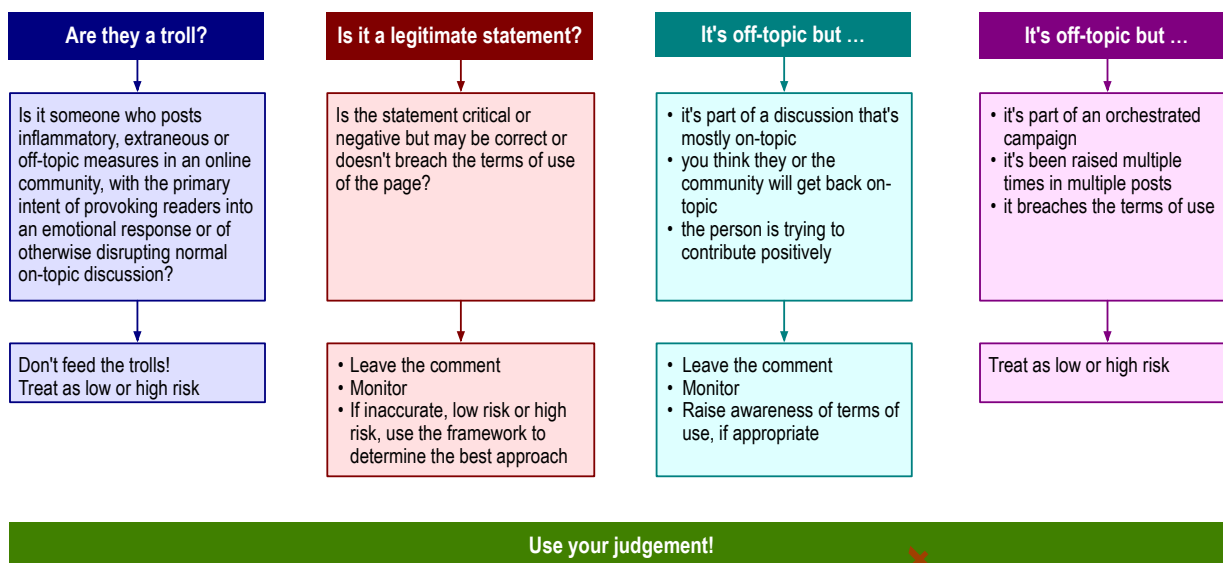 Are they a troll?
Is it someone who posts
inflammatory, extraneous or
off-topic measures in an online
community, with the primary
intent of provoking readers into
an emotional response or of
otherwise disrupting normal
on-topic discussion?
Don't feed the trolls!
Treat as low or high risk
Is it a legitimate statement?
Is the statement critical or
negative but may be correct or
doesn't breach the terms of use
of the page?
• Leave the comment
• Monitor
• If inaccurate, low risk or high
risk, use the framework to
determine the best approach
It's off-topic but ...
• it's part of a discussion that's
mostly on-topic
• you think they or the
community will get back on-
topic
• the person is trying to
contribute positively
• Leave the comment
• Monitor
• Raise awareness of terms of
use, if appropriate
It's off-topic but ...
• it's part of an orchestrated
campaign
• it's been raised multiple
times in multiple posts
• it breaches the terms of use
Treat as low or high risk
Use your judgement!